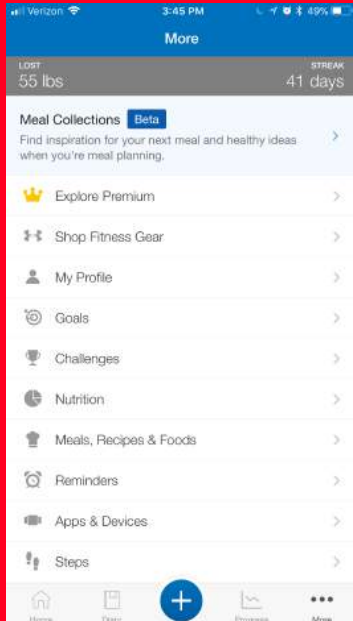 Verizon 3:45 PM 49%
More
LOST STREAK
55 lbs 41 days
Meal Collections Beta
Find inspiration for your next meal and healthy ideas
when you're meal planning.
Explore Premium
Shop Fitness Gear
My Profile
Goals
Challenges
Nutrition
Meals, Recipes & Foods
Reminders
Apps & Devices
Steps
Home Diary Progress More